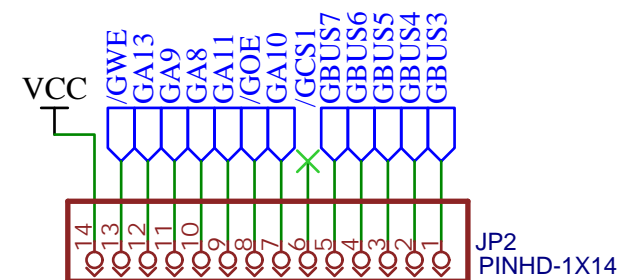 VCC
/GWE
GA13
GA9
GA8
GA11
/GOE
GA10
/GCS1
GBUS7
GBUS6
GBUS5
GBUS4
GBUS3
14
13
12
11
10
9
8
7
6
5
4
3
2
1
JP2
PINHD-1X14